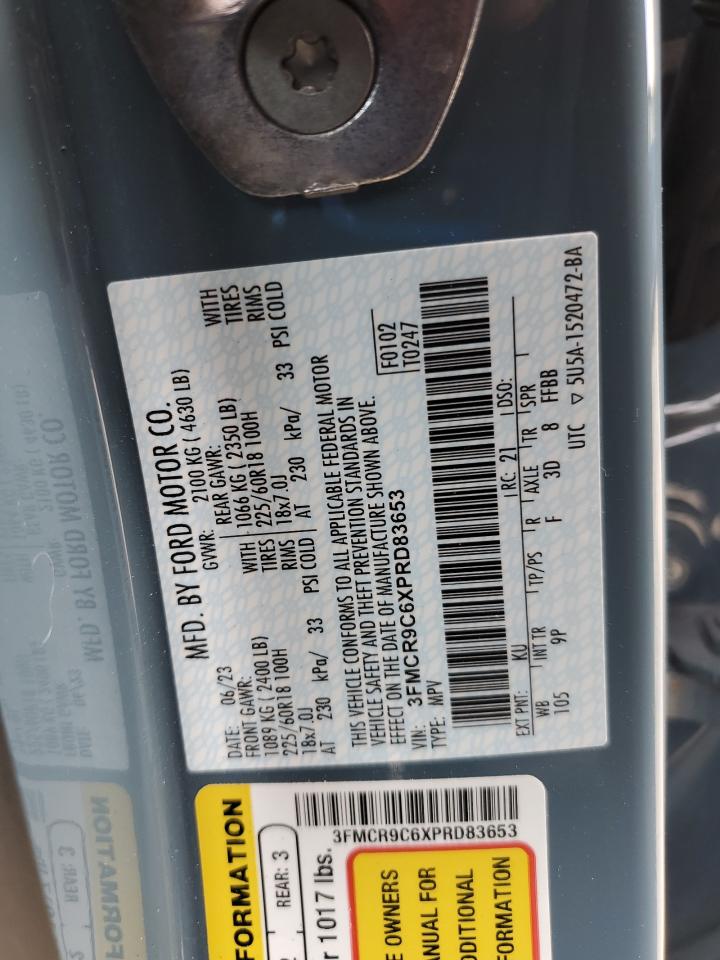 MFD. BY FORD MOTOR CO.
DATE: 06/23 GVWR: 2100 KG ( 4630 LB)
FRONT GAWR: REAR GAWR: WITH
1089 KG ( 2400 LB) WITH 1066 KG ( 2350 LB) TIRES
225/60R18 100H TIRES 225/60R18 100H RIMS
18x7.0J RIMS 18x7.0J
AT 230 kPa/ 33 PSI COLD AT 230 kPa/ 33 PSI COLD
THIS VEHICLE CONFORMS TO ALL APPLICABLE FEDERAL MOTOR
VEHICLE SAFETY AND THEFT PREVENTION STANDARDS IN
EFFECT ON THE DATE OF MANUFACTURE SHOWN ABOVE.
VIN: 3FMCR9C6XPRD83653
TYPE: MPV
F0102
T0247
EXT PNT: KU RC: 21 DSO:
WB INT TR TP/PS R AXLE TR SPR
105 9P F 3D 8 FFBB
UTC ▽ 5U5A-1520472-BA
FORMATION
REAR: 3
r 1017 lbs.
3FMCR9C6XPRD83653
E OWNERS
ANUAL FOR
DDITIONAL
FORMATION